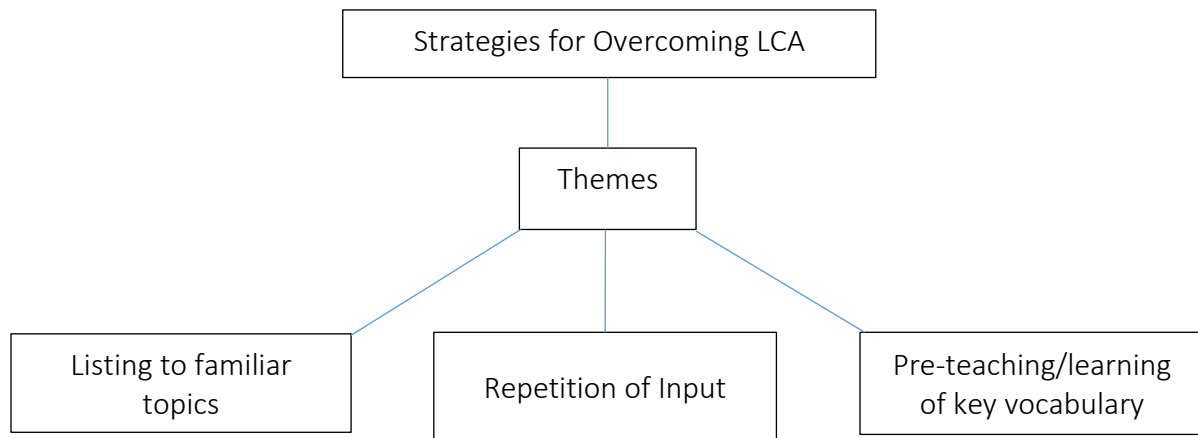 Strategies for Overcoming LCA
Themes
Listing to familiar
topics
Repetition of Input
Pre-teaching/learning
of key vocabulary